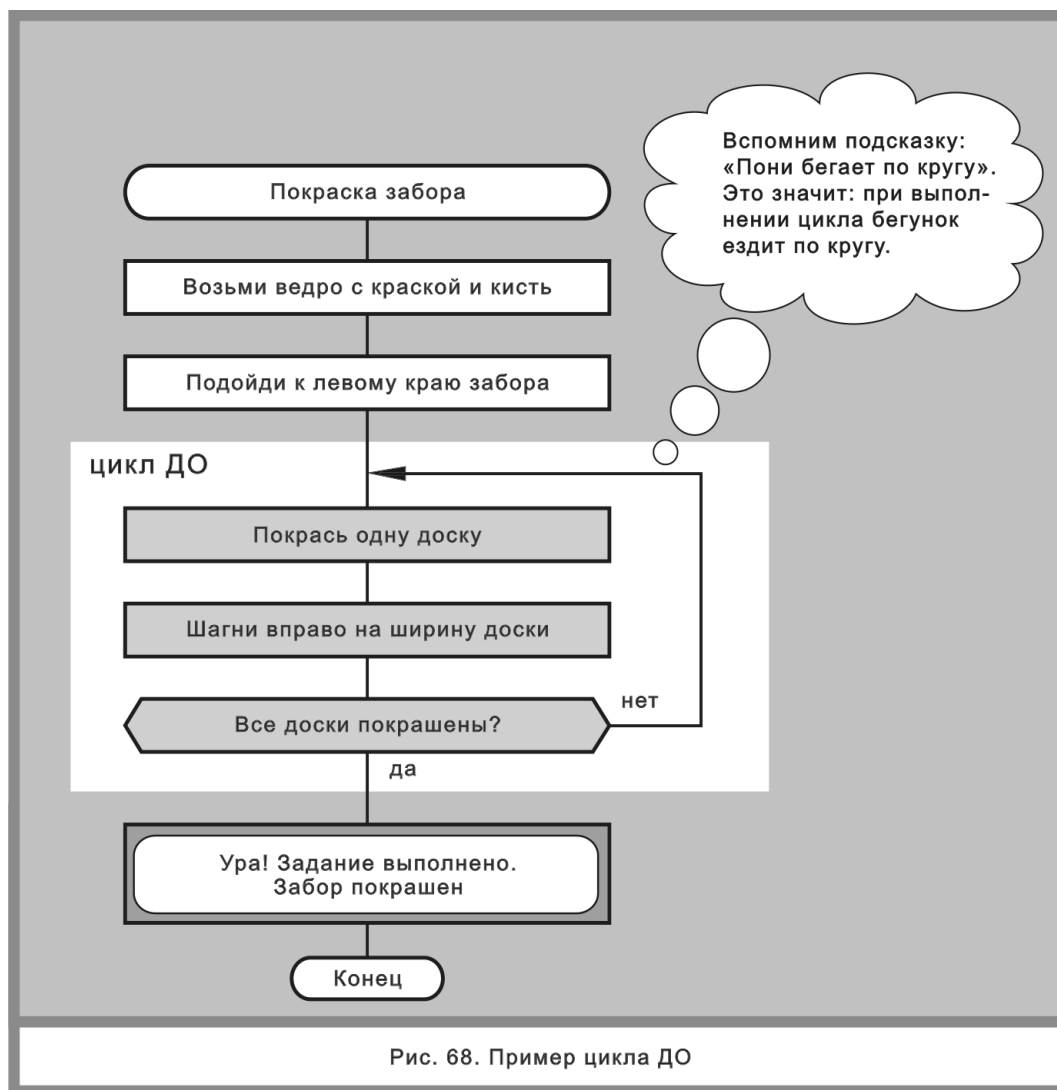 Вспомним подсказку:
«Пони бегает по кругу».
Это значит: при выпол-
нении цикла бегунок
ездит по кругу.
Покраска забора
Возьми ведро с краской и кисть
Подойди к левому краю забора
цикл ДО
Покрась одну доску
Шагни вправо на ширину доски
Все доски покрашены?
нет
да
Ура! Задание выполнено.
Забор покрашен
Конец
Рис. 68. Пример цикла ДО